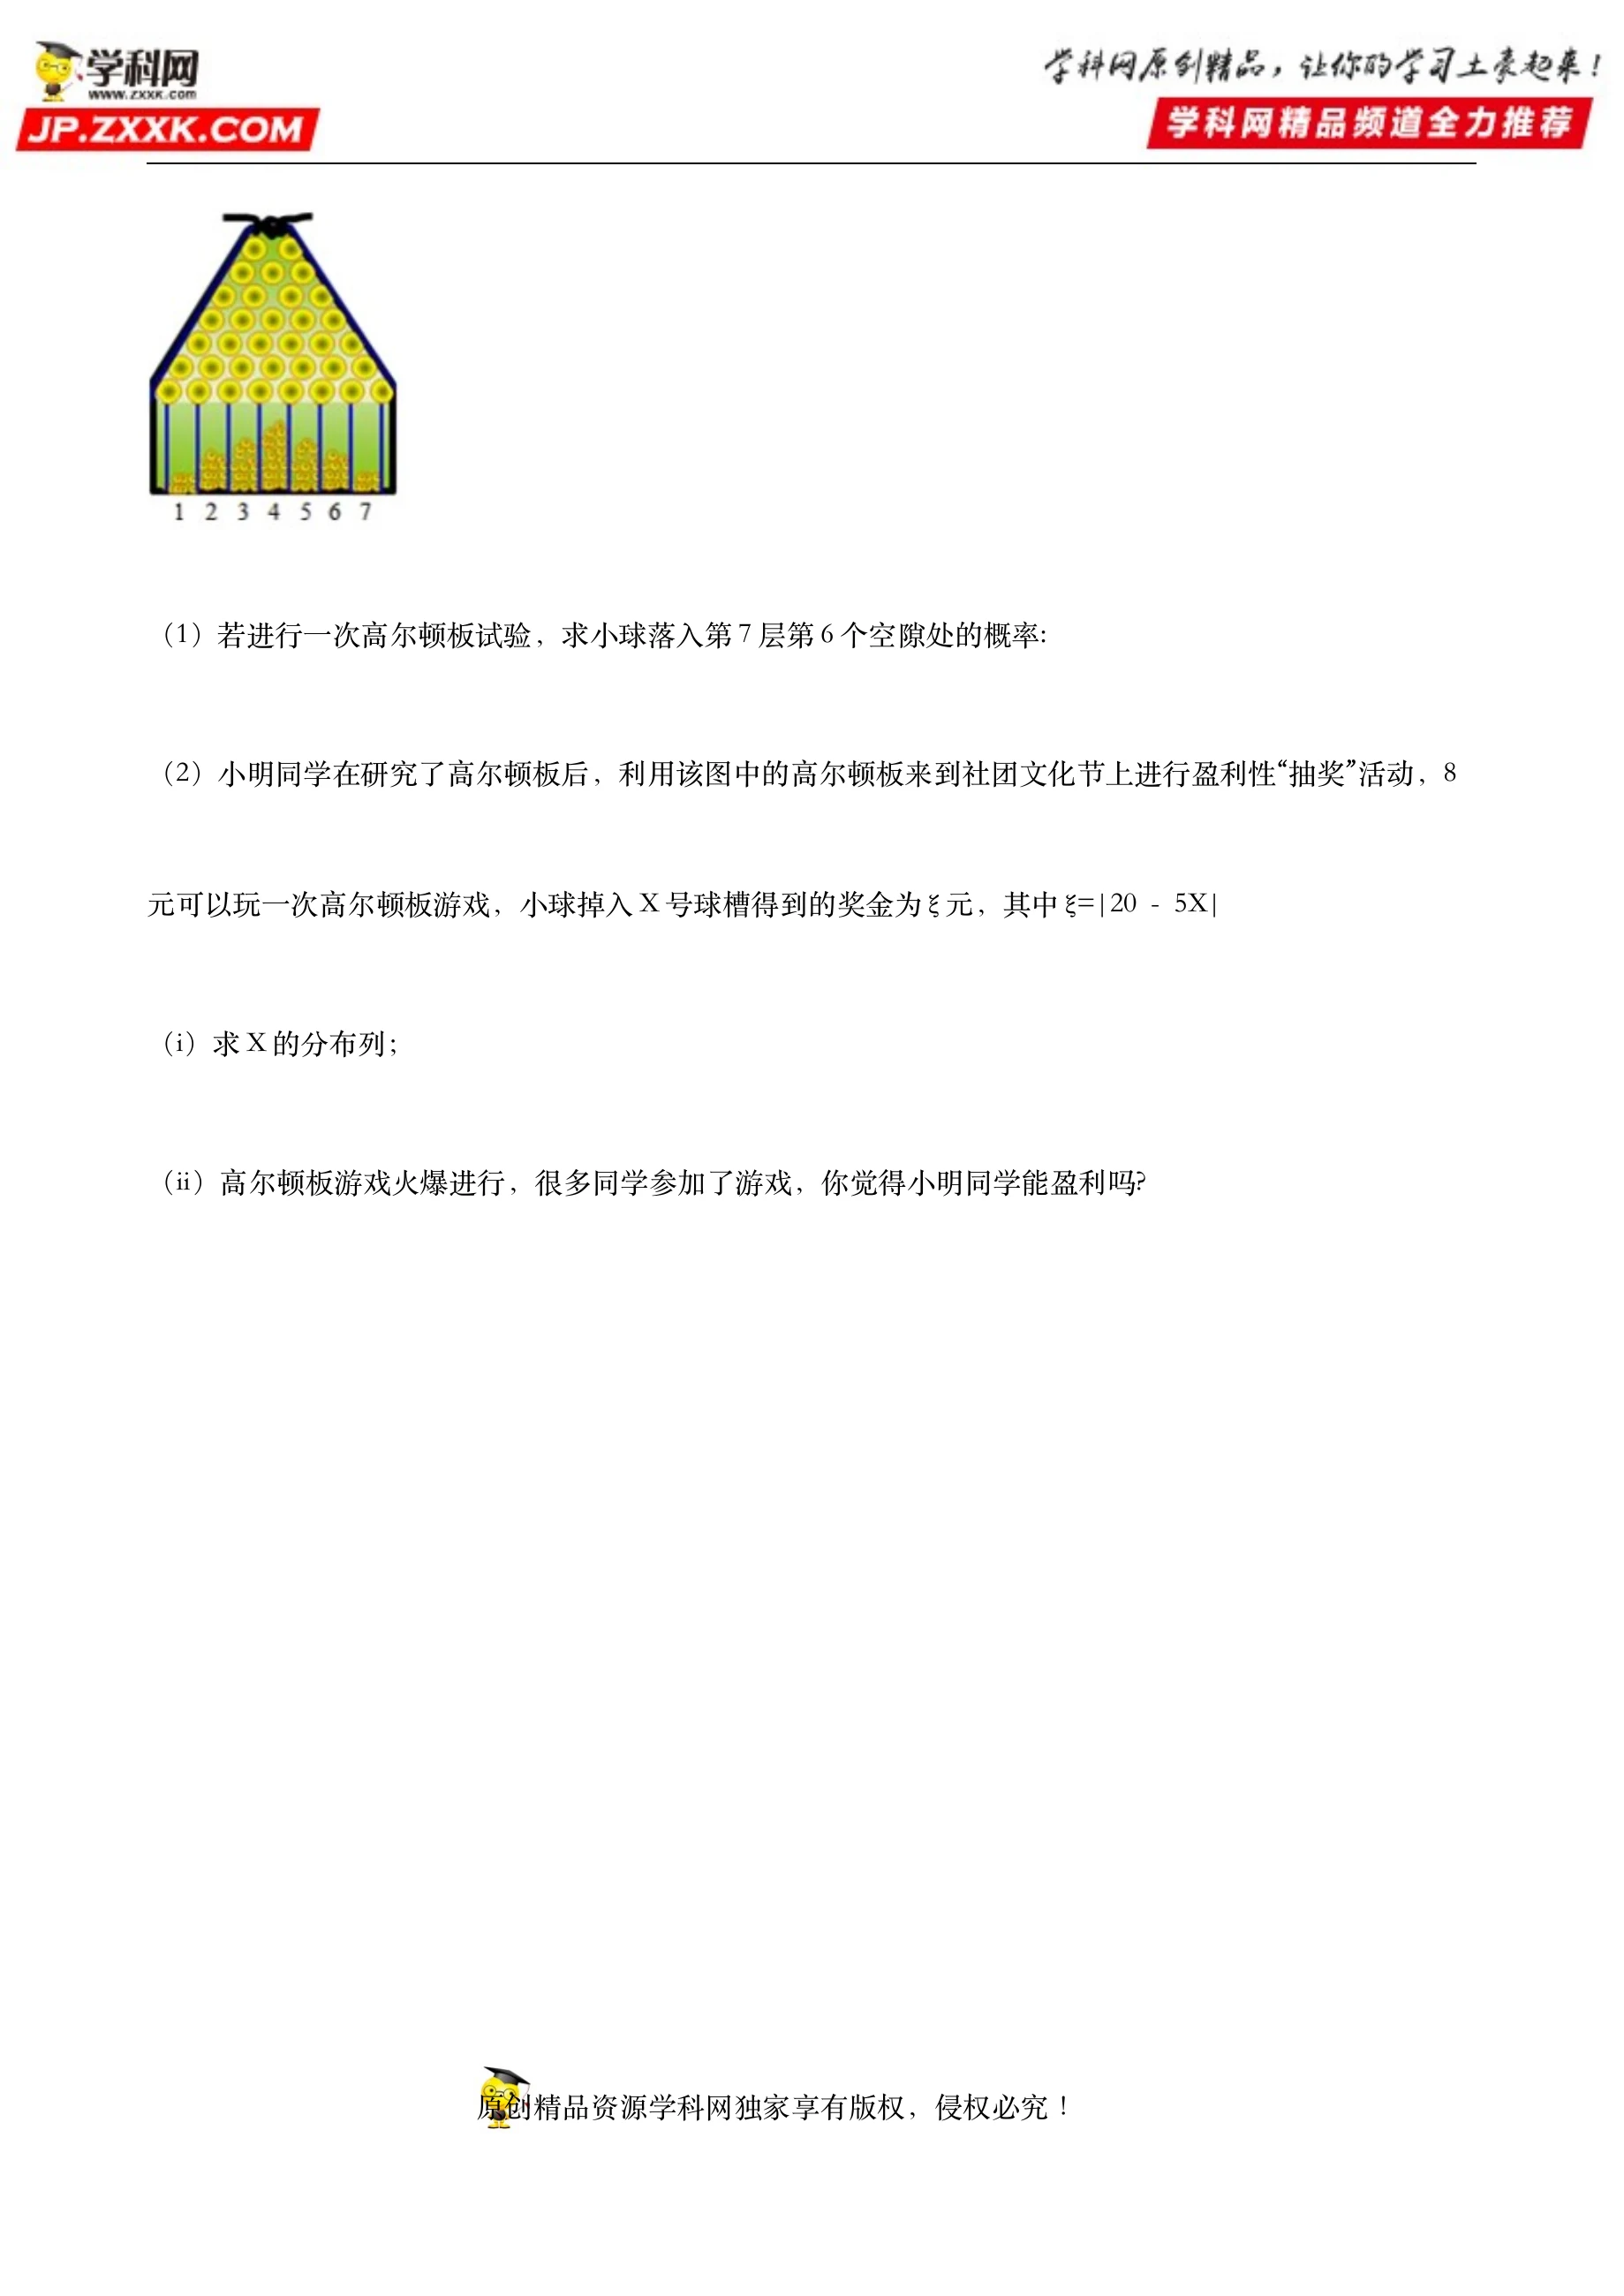 学科网
www.zxxk.com
JP.ZXXK.COM
学科网原创精品，让你的学习土豪起来！
学科网精品频道全力推荐
1 2 3 4 5 6 7
（1）若进行一次高尔顿板试验，求小球落入第 7 层第 6 个空隙处的概率:
（2）小明同学在研究了高尔顿板后，利用该图中的高尔顿板来到社团文化节上进行盈利性“抽奖”活动，8
元可以玩一次高尔顿板游戏，小球掉入 X 号球槽得到的奖金为 ξ 元，其中 ξ=|20 - 5X|
（i）求 X 的分布列；
（ii）高尔顿板游戏火爆进行，很多同学参加了游戏，你觉得小明同学能盈利吗?
原创精品资源学科网独家享有版权，侵权必究！